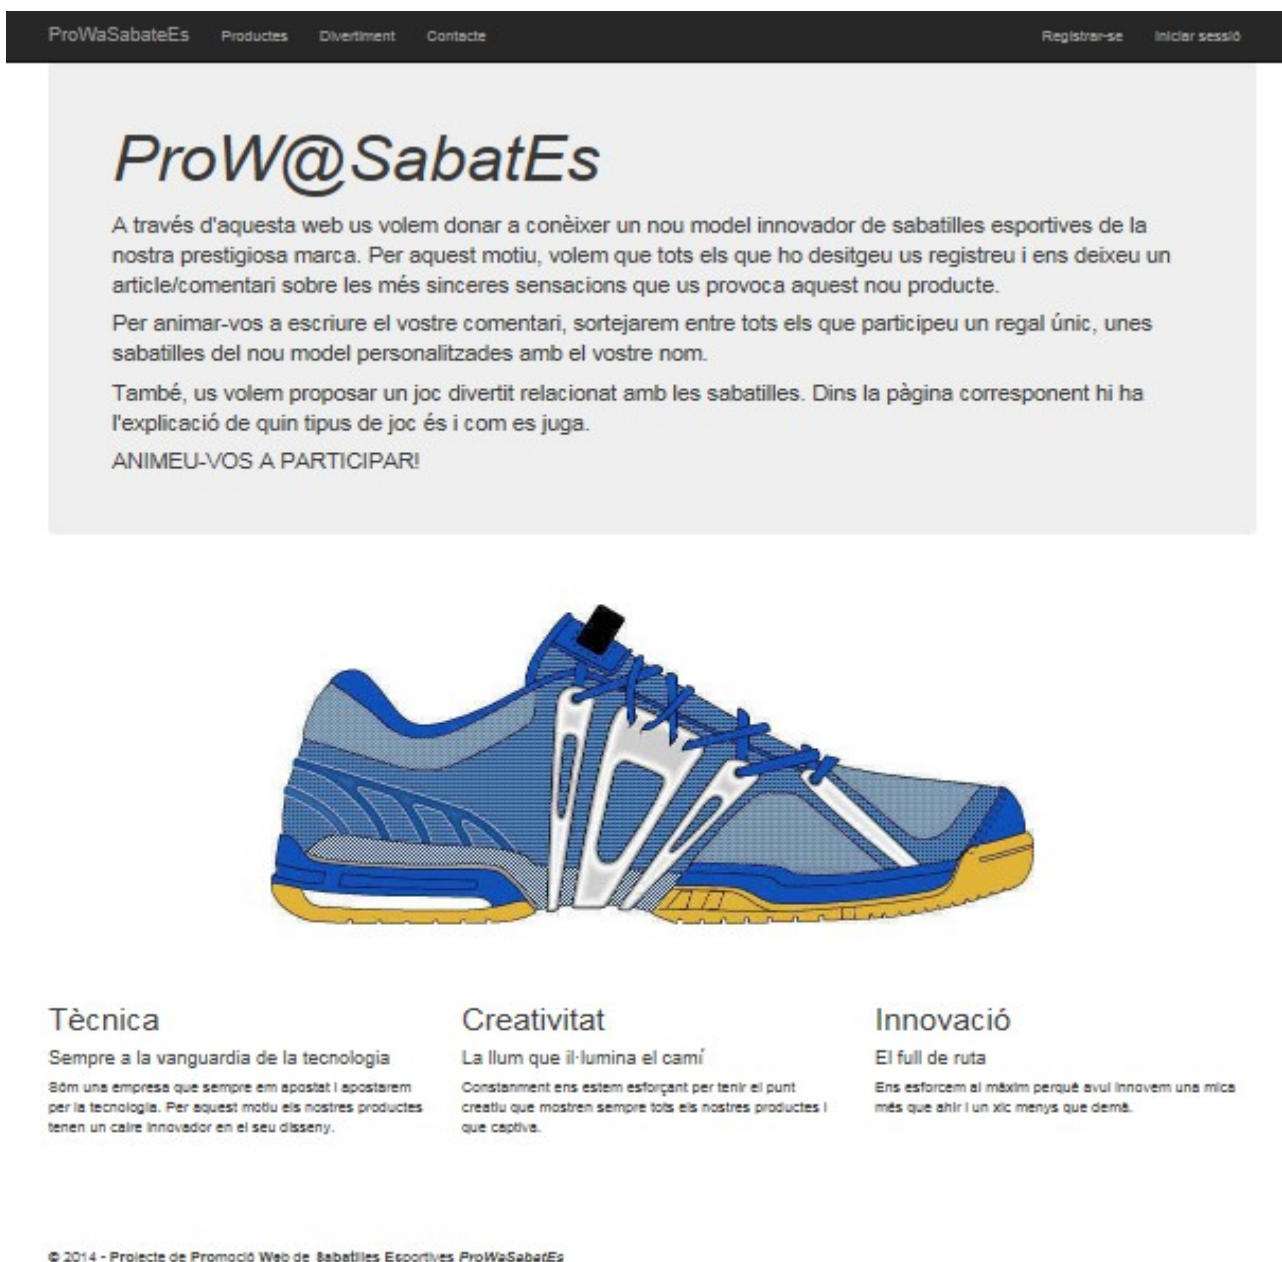 ProWaSabateEs Productes Divertiment Contacte Registrar-se Iniciar sessió
ProW@SabatEs
A través d'aquesta web us volem donar a conèixer un nou model innovador de sabatilles esportives de la
nostra prestigiosa marca. Per aquest motiu, volem que tots els que ho desitgeu us registreu i ens deixeu un
article/comentari sobre les més sinceres sensacions que us provoca aquest nou producte.
Per animar-vos a escriure el vostre comentari, sortejarem entre tots els que participeu un regal únic, unes
sabatilles del nou model personalitzades amb el vostre nom.
També, us volem proposar un joc divertit relacionat amb les sabatilles. Dins la pàgina corresponent hi ha
l'explicació de quin tipus de joc és i com es juga.
ANIMEU-VOS A PARTICIPAR!
Tècnica
Sempre a la vanguardia de la tecnologia
Sóm una empresa que sempre em apostat i apostarem
per la tecnologia. Per aquest motiu els nostres productes
tenen un caire innovador en el seu disseny.
Creativitat
La llum que il·lumina el camí
Constanment ens estem esforçant per tenir el punt
creatiu que mostren sempre tots els nostres productes i
que captiva.
Innovació
El full de ruta
Ens esforcem al màxim perquè avui innovem una mica
més que ahir i un xic menys que demà.
© 2014 - Projecte de Promoció Web de Sabatilles Esportives ProWaSabatEs